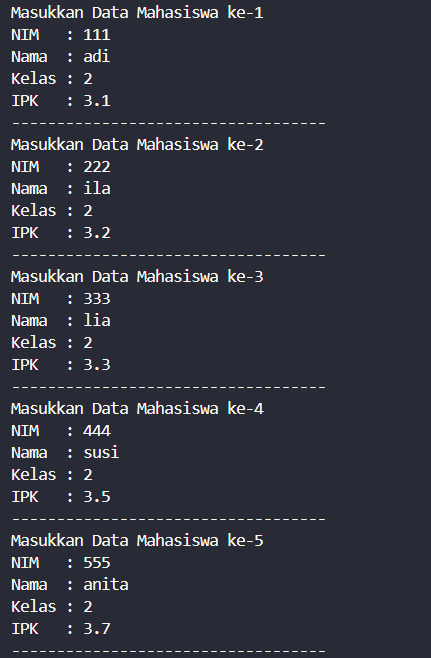 Masukkan Data Mahasiswa ke-1
NIM   : 111
Nama  : adi
Kelas : 2
IPK   : 3.1
-----------------------------------
Masukkan Data Mahasiswa ke-2
NIM   : 222
Nama  : ila
Kelas : 2
IPK   : 3.2
-----------------------------------
Masukkan Data Mahasiswa ke-3
NIM   : 333
Nama  : lia
Kelas : 2
IPK   : 3.3
-----------------------------------
Masukkan Data Mahasiswa ke-4
NIM   : 444
Nama  : susi
Kelas : 2
IPK   : 3.5
-----------------------------------
Masukkan Data Mahasiswa ke-5
NIM   : 555
Nama  : anita
Kelas : 2
IPK   : 3.7
-----------------------------------